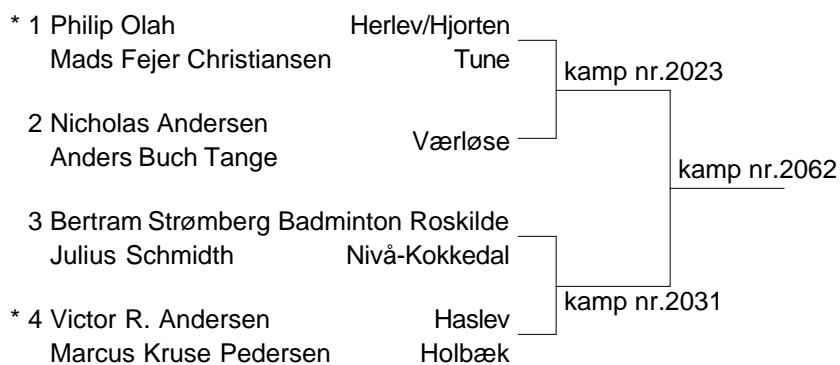 * 1 Philip Olah Herlev/Hjorten
Mads Fejer Christiansen Tune
kamp nr.2023
2 Nicholas Andersen
Værløse
Anders Buch Tange
kamp nr.2062
3 Bertram Strømberg Badminton Roskilde
Julius Schmidth Nivå-Kokkedal
kamp nr.2031
* 4 Victor R. Andersen Haslev
Marcus Kruse Pedersen Holbæk